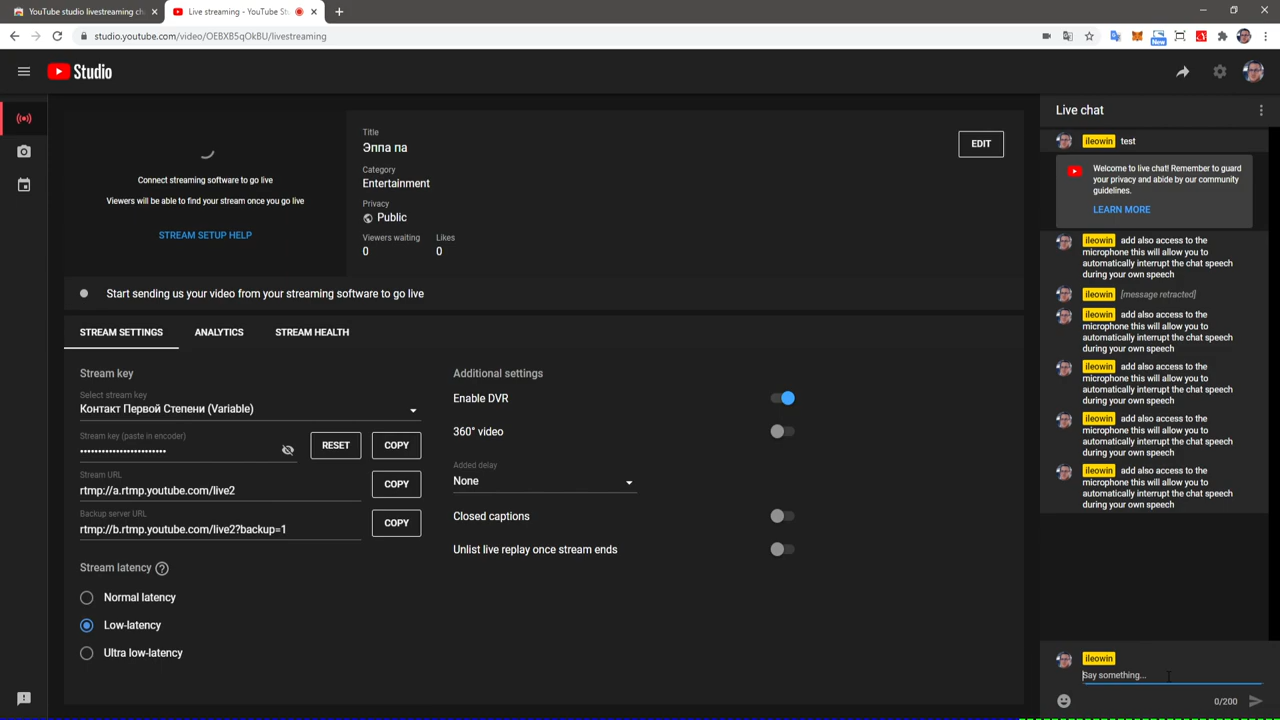 YouTube studio livestreaming ch
Live streaming - YouTube Stu
studio.youtube.com/video/OEBXB5qOkBU/livestreaming
New
Studio
Connect streaming software to go live
Viewers will be able to find your stream once you go live
STREAM SETUP HELP
Title
Эппа па
Category
Entertainment
Privacy
Public
Viewers waiting
Likes
0
0
EDIT
Start sending us your video from your streaming software to go live
STREAM SETTINGS
ANALYTICS
STREAM HEALTH
Stream key
Select stream key
Контакт Первой Степени (Variable)
Stream key (paste in encoder)
RESET
COPY
Stream URL
rtmp://a.rtmp.youtube.com/live2
COPY
Backup server URL
rtmp://b.rtmp.youtube.com/live2?backup=1
COPY
Stream latency
Normal latency
Low-latency
Ultra low-latency
Additional settings
Enable DVR
360° video
Added delay
None
Closed captions
Unlist live replay once stream ends
Live chat
ileowin test
Welcome to live chat! Remember to guard
your privacy and abide by our community
guidelines.
LEARN MORE
ileowin add also access to the
microphone this will allow you to
automatically interrupt the chat speech
during your own speech
ileowin [message retracted]
ileowin add also access to the
microphone this will allow you to
automatically interrupt the chat speech
during your own speech
ileowin add also access to the
microphone this will allow you to
automatically interrupt the chat speech
during your own speech
ileowin add also access to the
microphone this will allow you to
automatically interrupt the chat speech
during your own speech
ileowin add also access to the
microphone this will allow you to
automatically interrupt the chat speech
during your own speech
ileowin
Say something...
0/200